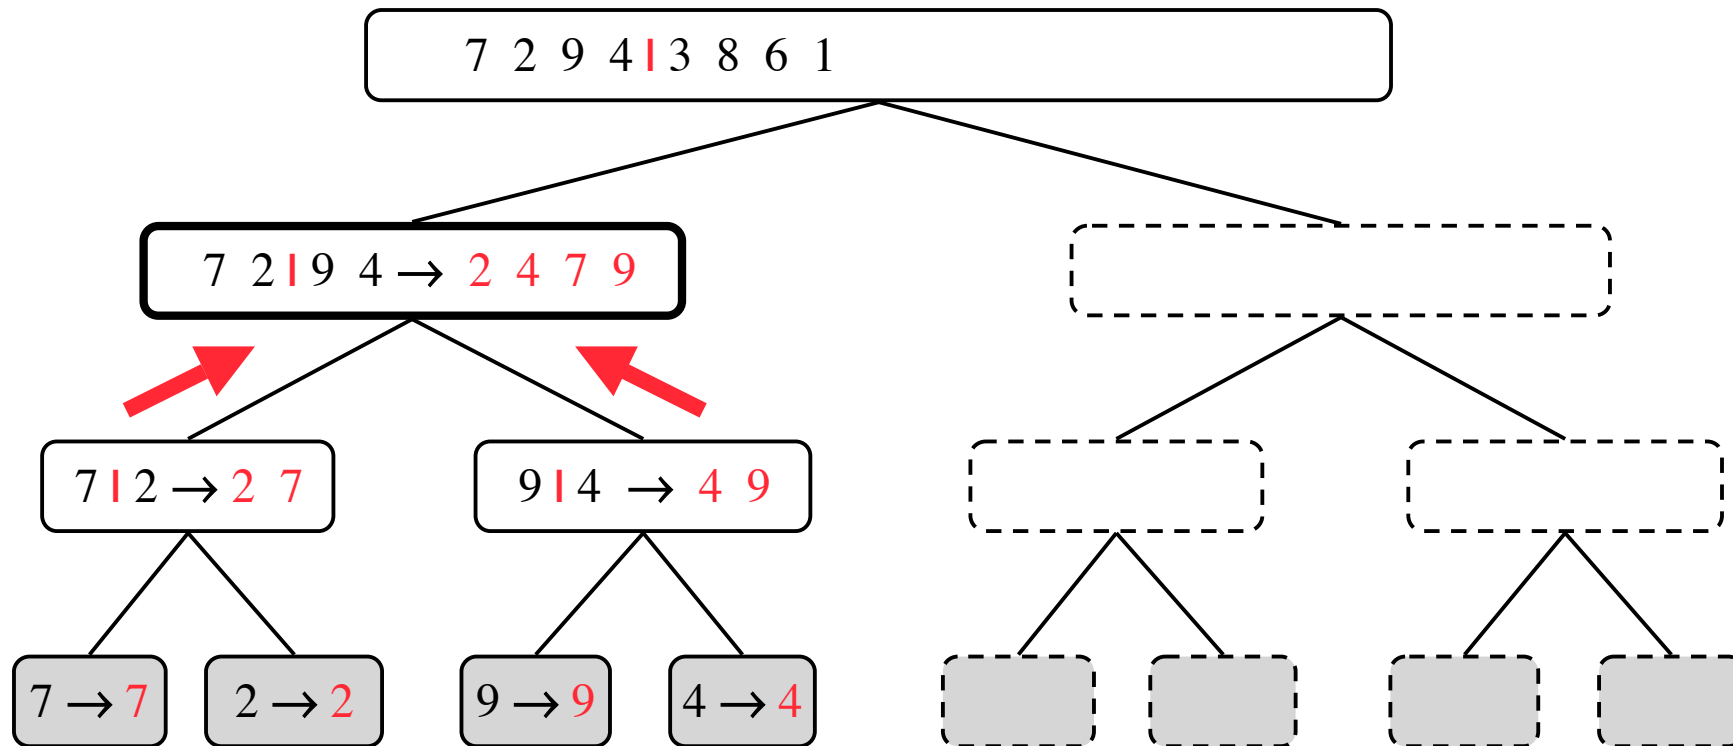 7 2 9 4 | 3 8 6 1
7 2 | 9 4 → 2 4 7 9
7 | 2 → 2 7
9 | 4 → 4 9
7 → 7
2 → 2
9 → 9
4 → 4